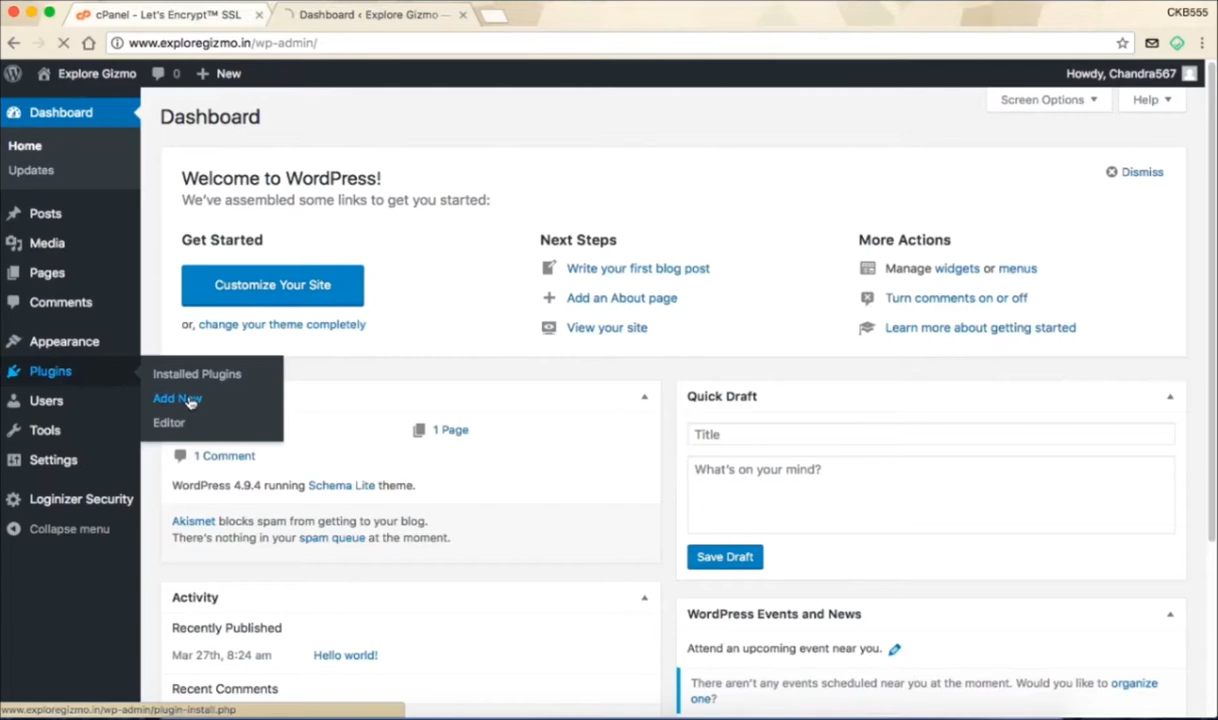 cPanel - Let's Encrypt™ SSL
Dashboard ‹ Explore Gizmo —
CKB555
www.exploregizmo.in/wp-admin/
Explore Gizmo 0 New
Howdy, Chandra567
Dashboard
Home
Updates
Posts
Media
Pages
Comments
Appearance
Plugins
Users
Tools
Settings
Loginizer Security
Collapse menu
Installed Plugins
Add New
Editor
Dashboard
Screen Options
Help
Welcome to WordPress!
We've assembled some links to get you started:
Dismiss
Get Started
Customize Your Site
or, change your theme completely
Next Steps
Write your first blog post
Add an About page
View your site
More Actions
Manage widgets or menus
Turn comments on or off
Learn more about getting started
1 Page
1 Comment
WordPress 4.9.4 running Schema Lite theme.
Akismet blocks spam from getting to your blog.
There's nothing in your spam queue at the moment.
Activity
Recently Published
Mar 27th, 8:24 am Hello world!
Recent Comments
Quick Draft
Title
What's on your mind?
Save Draft
WordPress Events and News
Attend an upcoming event near you.
There aren't any events scheduled near you at the moment. Would you like to organize
one?
www.exploregizmo.in/wp-admin/plugin-install.php